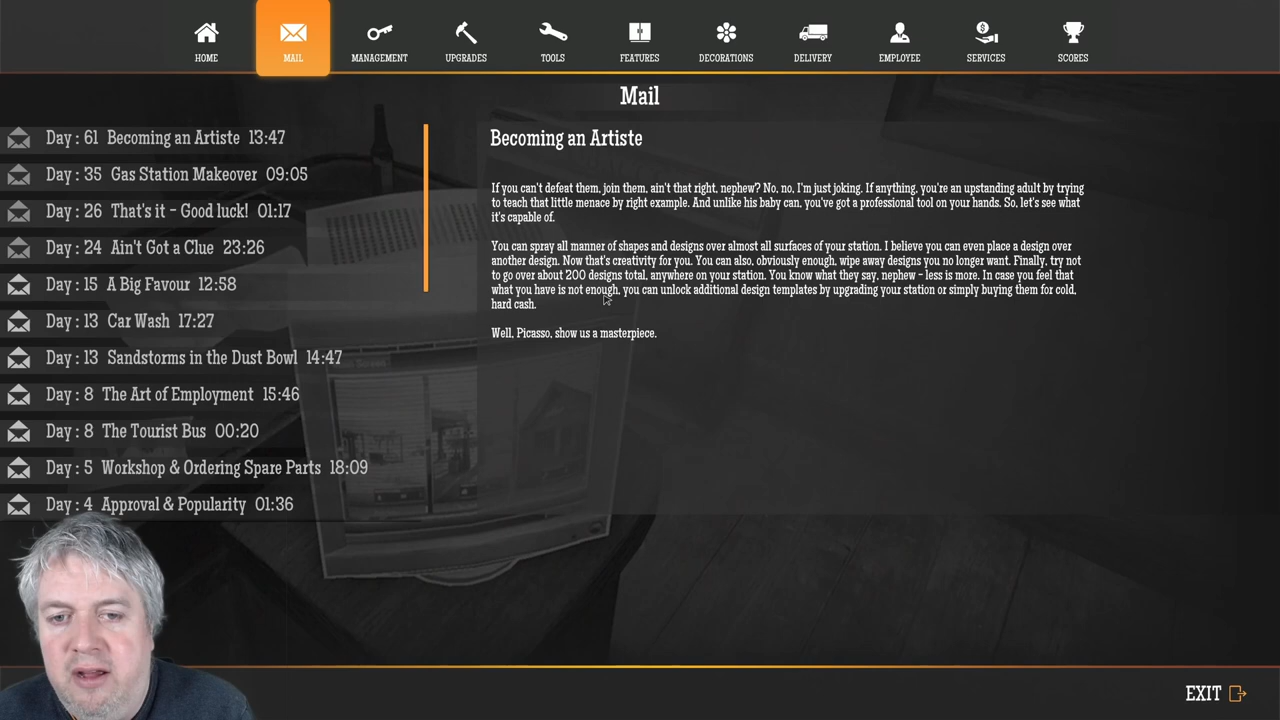 HOME
MAIL
MANAGEMENT
UPGRADES
TOOLS
FEATURES
DECORATIONS
DELIVERY
EMPLOYEE
SERVICES
SCORES
Mail
Day : 61 Becoming an Artiste 13:47
Day : 35 Gas Station Makeover 09:05
Day : 26 That's it - Good luck! 01:17
Day : 24 Ain't Got a Clue 23:26
Day : 15 A Big Favour 12:58
Day : 13 Car Wash 17:27
Day : 13 Sandstorms in the Dust Bowl 14:47
Day : 8 The Art of Employment 15:46
Day : 8 The Tourist Bus 00:20
Day : 5 Workshop & Ordering Spare Parts 18:09
Day : 4 Approval & Popularity 01:36
Becoming an Artiste
If you can't defeat them, join them, ain't that right, nephew? No, no, I'm just joking. If anything, you're an upstanding adult by trying
to teach that little menace by right example. And unlike his baby can, you've got a professional tool on your hands. So, let's see what
it's capable of.
You can spray all manner of shapes and designs over almost all surfaces of your station. I believe you can even place a design over
another design. Now that's creativity for you. You can also, obviously enough, wipe away designs you no longer want. Finally, try not
to go over about 200 designs total, anywhere on your station. You know what they say, nephew - less is more. In case you feel that
what you have is not enough, you can unlock additional design templates by upgrading your station or simply buying them for cold,
hard cash.
Well, Picasso, show us a masterpiece.
EXIT